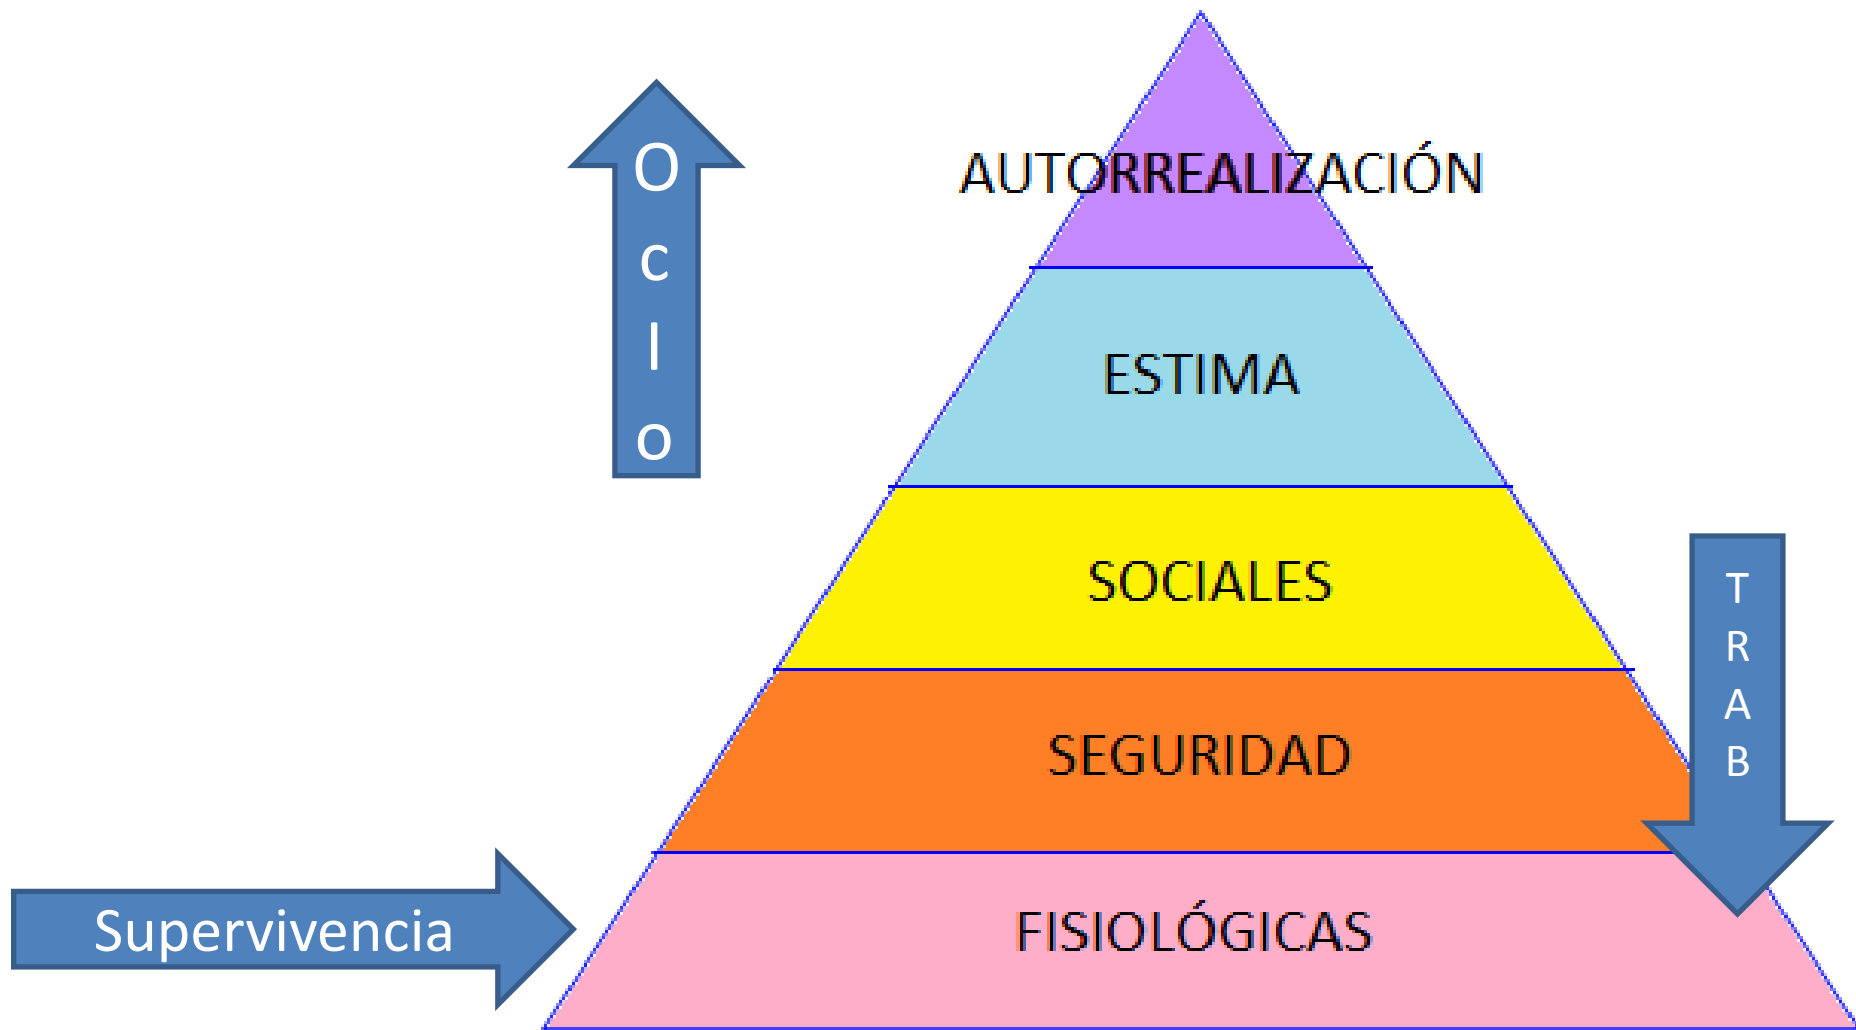 O
c
I
o
AUTORREALIZACIÓN
ESTIMA
SOCIALES
SEGURIDAD
FISIOLÓGICAS
T
R
A
B
Supervivencia